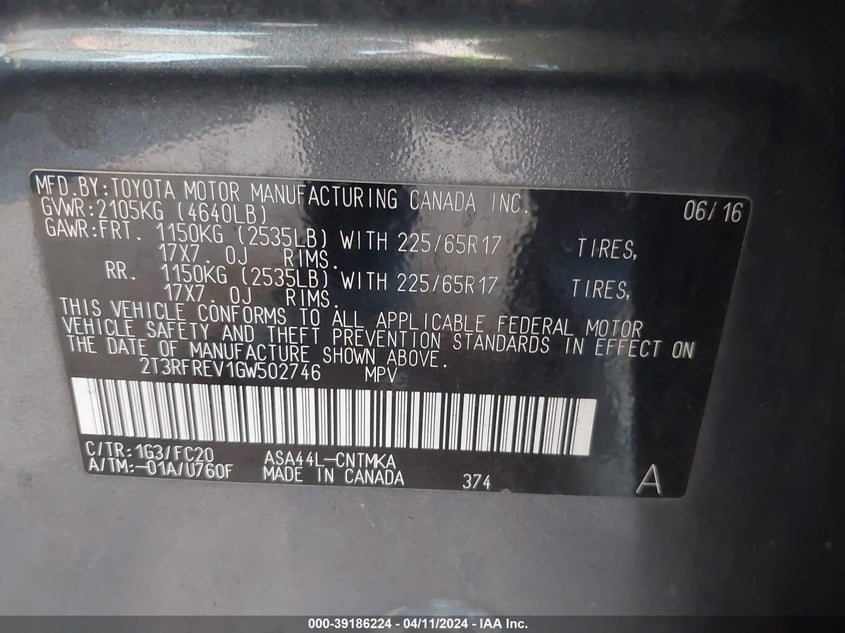 MFD.BY:TOYOTA MOTOR MANUFACTURING CANADA INC. 06/16
GVWR:2105KG (4640LB)
GAWR:FRT. 1150KG (2535LB) WITH 225/65R17 TIRES,
17X7.0J RIMS.
RR. 1150KG (2535LB) WITH 225/65R17 TIRES,
17X7.0J RIMS.
THIS VEHICLE CONFORMS TO ALL APPLICABLE FEDERAL MOTOR
VEHICLE SAFETY AND THEFT PREVENTION STANDARDS IN EFFECT ON
THE DATE OF MANUFACTURE SHOWN ABOVE.
2T3RFREV1GW502746 MPV
C/TR:1G3/FC20 ASA44L-CNTMKA
A/TM:-01A/U760F MADE IN CANADA 374 A
000-39186224 - 04/11/2024 - IAA Inc.